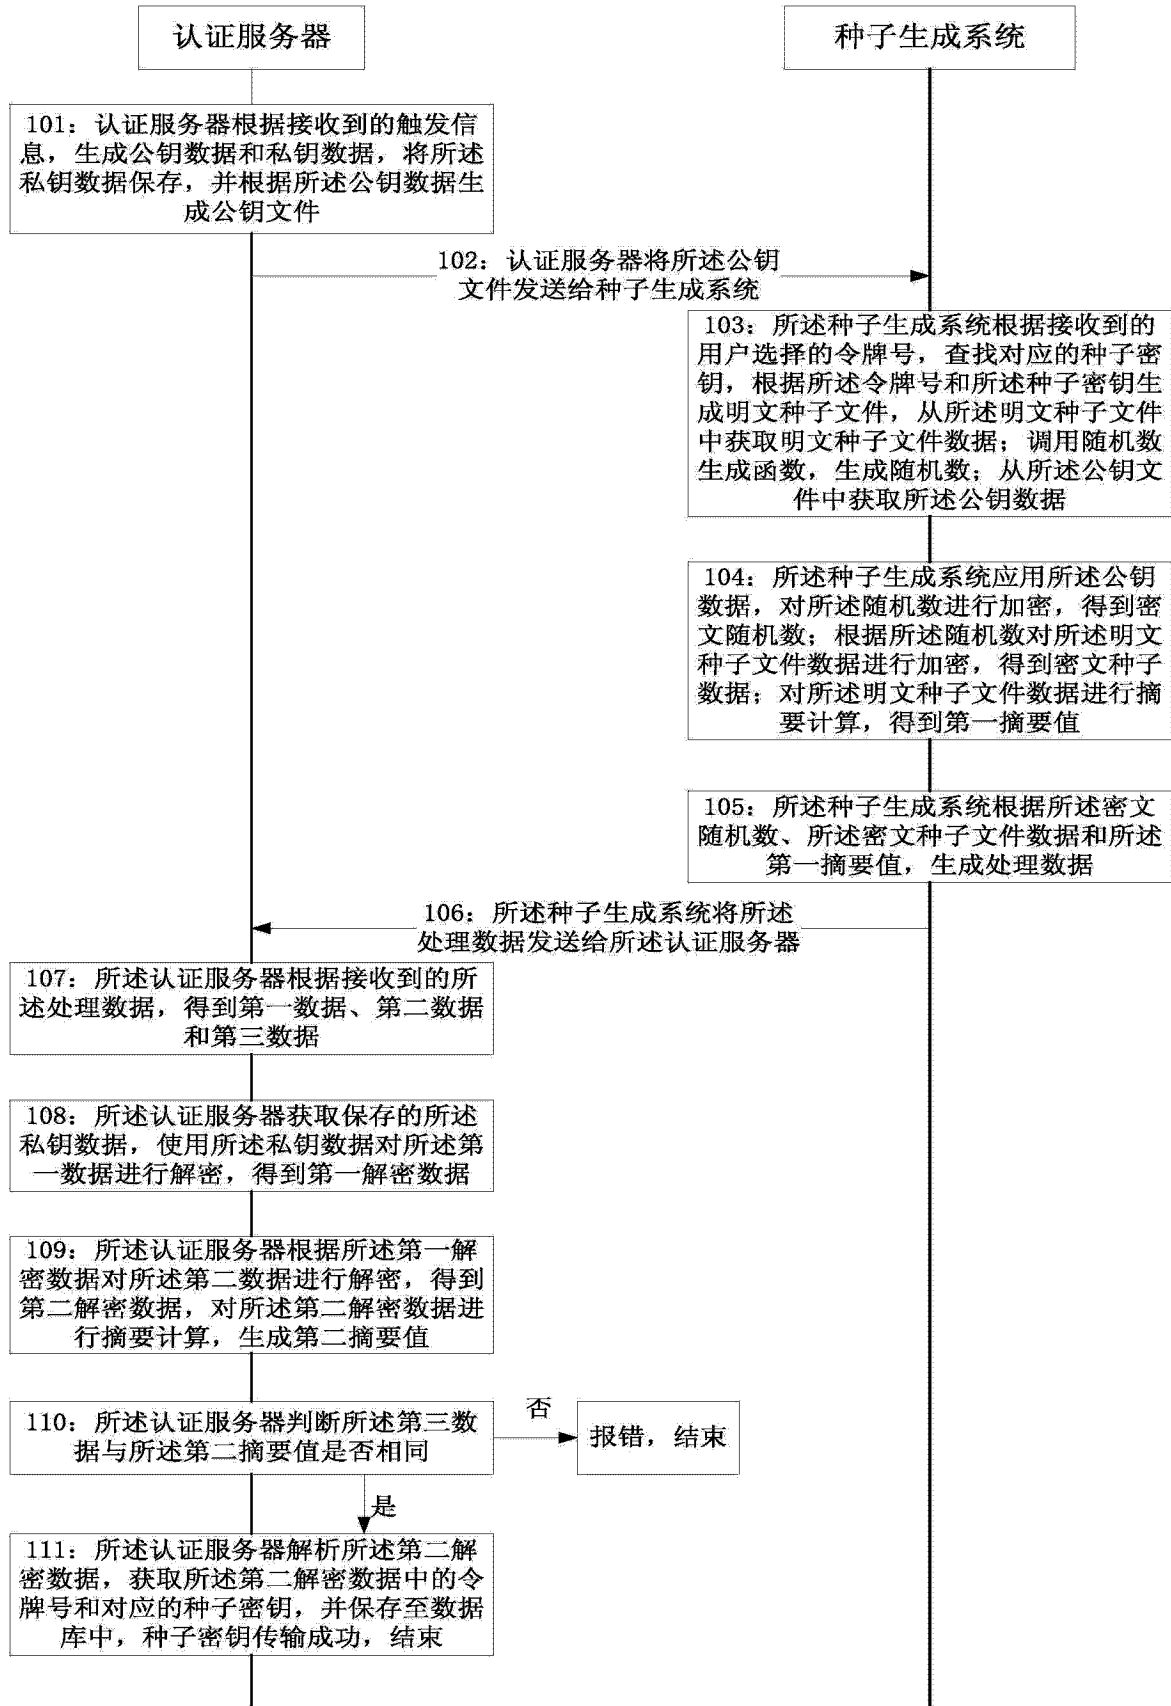 认证服务器
种子生成系统
101：认证服务器根据接收到的触发信
息，生成公钥数据和私钥数据，将所述
私钥数据保存，并根据所述公钥数据生
成公钥文件
102：认证服务器将所述公钥
文件发送给种子生成系统
103：所述种子生成系统根据接收到的
用户选择的令牌号，查找对应的种子密
钥，根据所述令牌号和所述种子密钥生
成明文种子文件，从所述明文种子文件
中获取明文种子文件数据；调用随机数
生成函数，生成随机数；从所述公钥文
件中获取所述公钥数据
104：所述种子生成系统应用所述公钥
数据，对所述随机数进行加密，得到密
文随机数；根据所述随机数对所述明文
种子文件数据进行加密，得到密文种子
数据；对所述明文种子文件数据进行摘
要计算，得到第一摘要值
105：所述种子生成系统根据所述密文
随机数、所述密文种子文件数据和所述
第一摘要值，生成处理数据
106：所述种子生成系统将所述
处理数据发送给所述认证服务器
107：所述认证服务器根据接收到的所
述处理数据，得到第一数据、第二数据
和第三数据
108：所述认证服务器获取保存的所述
私钥数据，使用所述私钥数据对所述第
一数据进行解密，得到第一解密数据
109：所述认证服务器根据所述第一解
密数据对所述第二数据进行解密，得到
第二解密数据，对所述第二解密数据进
行摘要计算，生成第二摘要值
110：所述认证服务器判断所述第三数
据与所述第二摘要值是否相同
否
报错，结束
是
111：所述认证服务器解析所述第二解
密数据，获取所述第二解密数据中的令
牌号和对应的种子密钥，并保存至数据
库中，种子密钥传输成功，结束